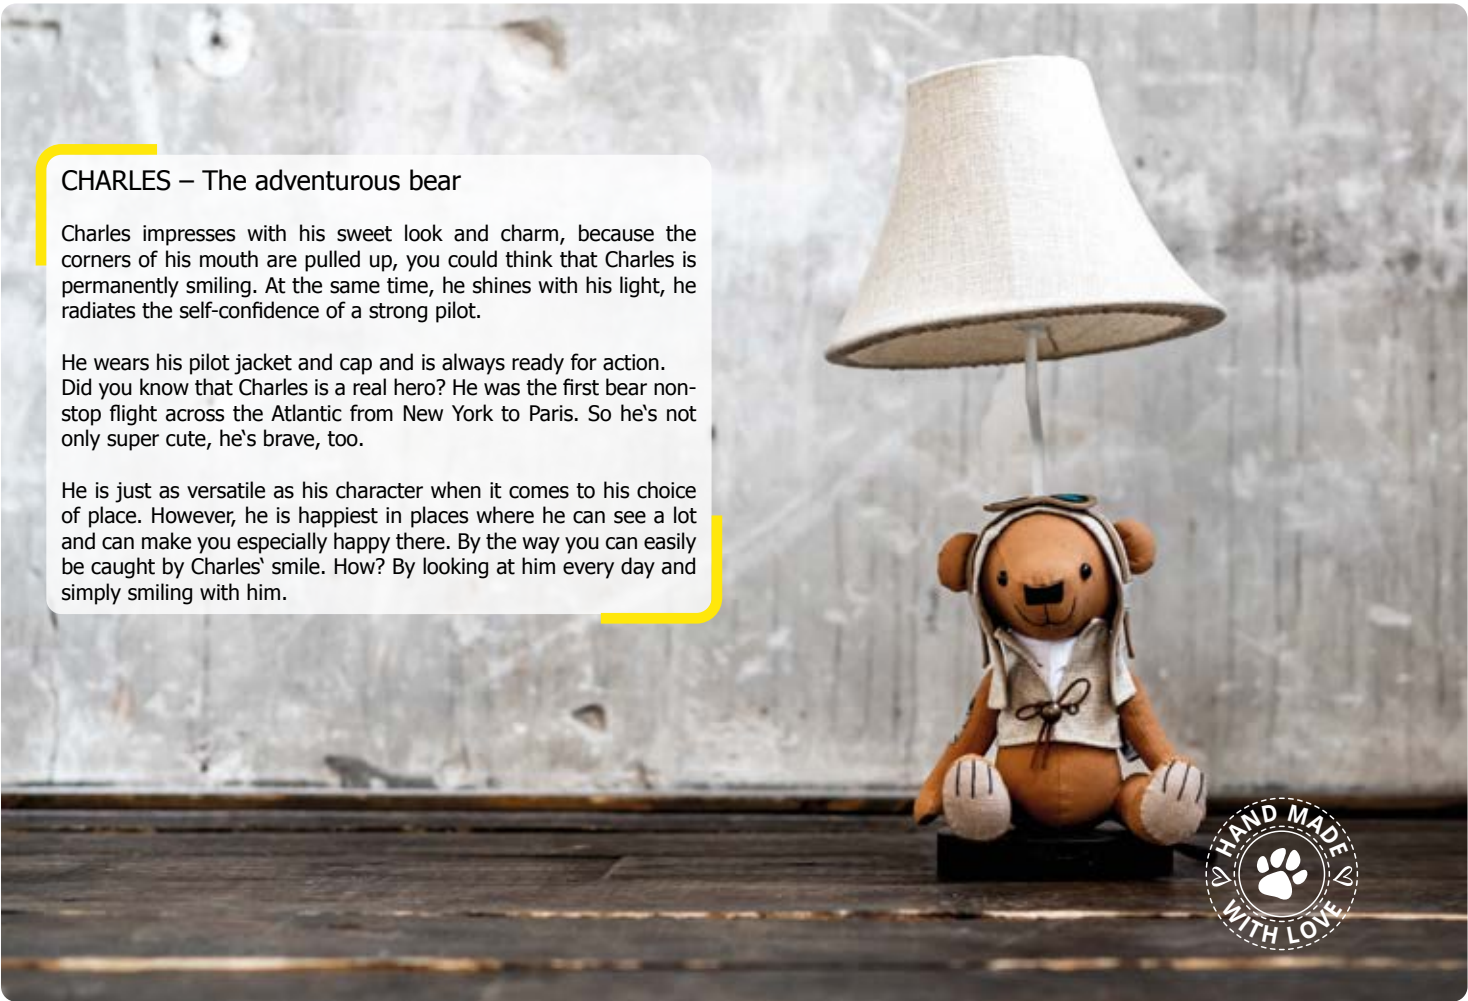 CHARLES – The adventurous bear
Charles impresses with his sweet look and charm, because the
corners of his mouth are pulled up, you could think that Charles is
permanently smiling. At the same time, he shines with his light, he
radiates the self-confidence of a strong pilot.
He wears his pilot jacket and cap and is always ready for action.
Did you know that Charles is a real hero? He was the first bear non-
stop flight across the Atlantic from New York to Paris. So he‘s not
only super cute, he‘s brave, too.
He is just as versatile as his character when it comes to his choice
of place. However, he is happiest in places where he can see a lot
and can make you especially happy there. By the way you can easily
be caught by Charles‘ smile. How? By looking at him every day and
simply smiling with him.
HAND MADE
WITH LOVE